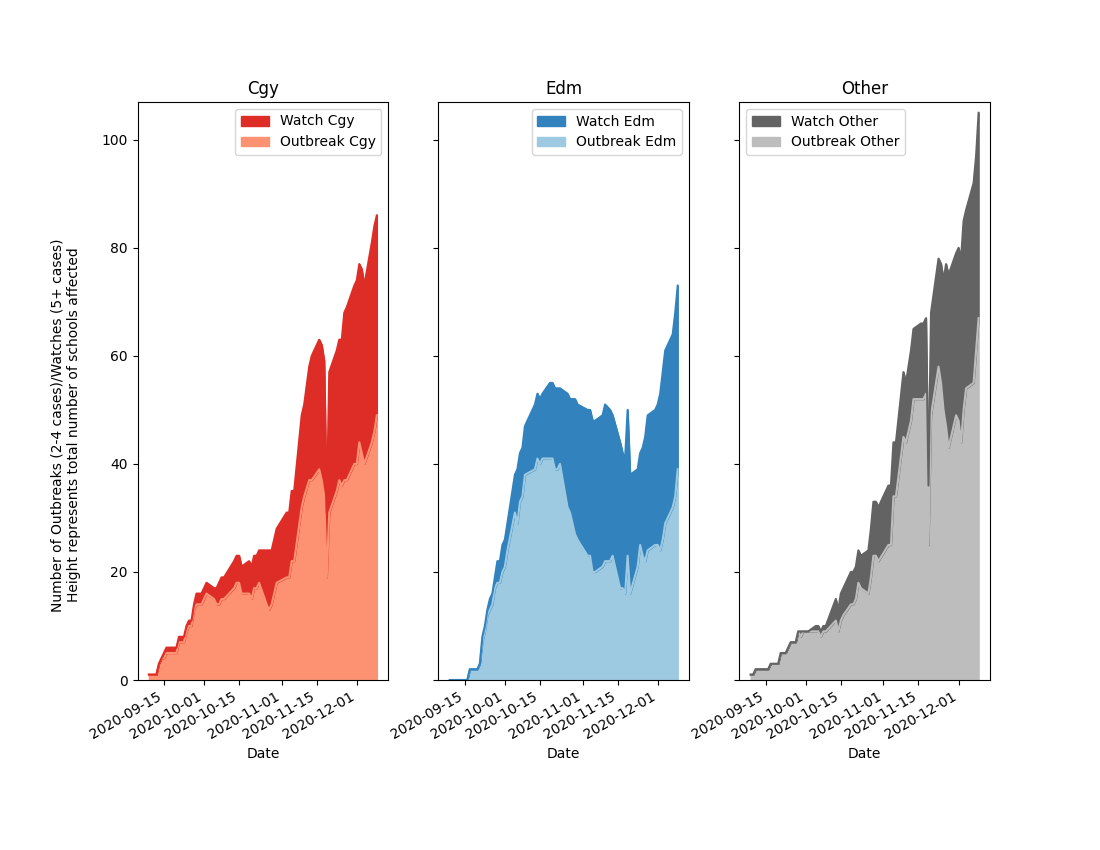 Cgy
Edm
Other
Watch Cgy
Outbreak Cgy
Watch Edm
Outbreak Edm
Watch Other
Outbreak Other
100
80
60
40
20
0
Number of Outbreaks (2-4 cases)/Watches (5+ cases)
Height represents total number of schools affected
2020-09-15
2020-10-01
2020-10-15
2020-11-01
2020-11-15
2020-12-01
2020-09-15
2020-10-01
2020-10-15
2020-11-01
2020-11-15
2020-12-01
2020-09-15
2020-10-01
2020-10-15
2020-11-01
2020-11-15
2020-12-01
Date
Date
Date